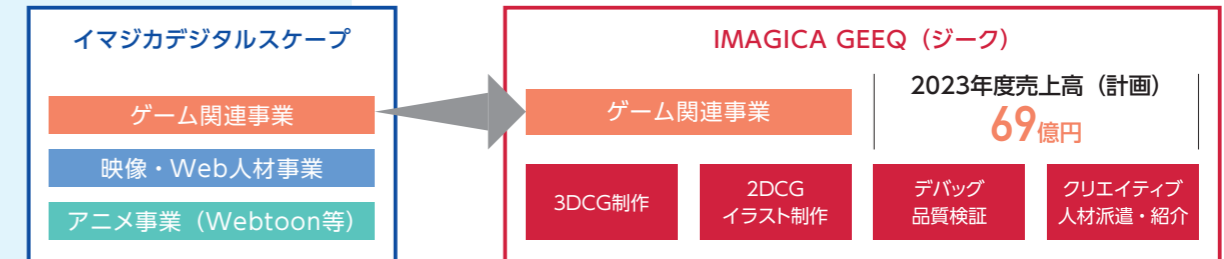 イマジカデジタルスケープ
ゲーム関連事業
映像・Web人材事業
アニメ事業（Webtoon等）
IMAGICA GEEQ（ジーク）
ゲーム関連事業
2023年度売上高（計画）
69億円
3DCG制作
2DCG
イラスト制作
デバッグ
品質検証
クリエイティブ
人材派遣・紹介